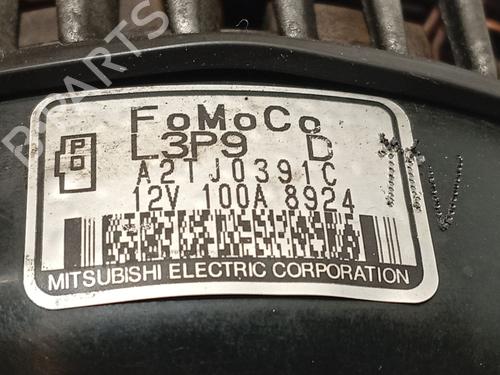 FoMoCo
L3P9 D
A2TJ0391C
12V 100A 8924
MITSUBISHI ELECTRIC CORPORATION